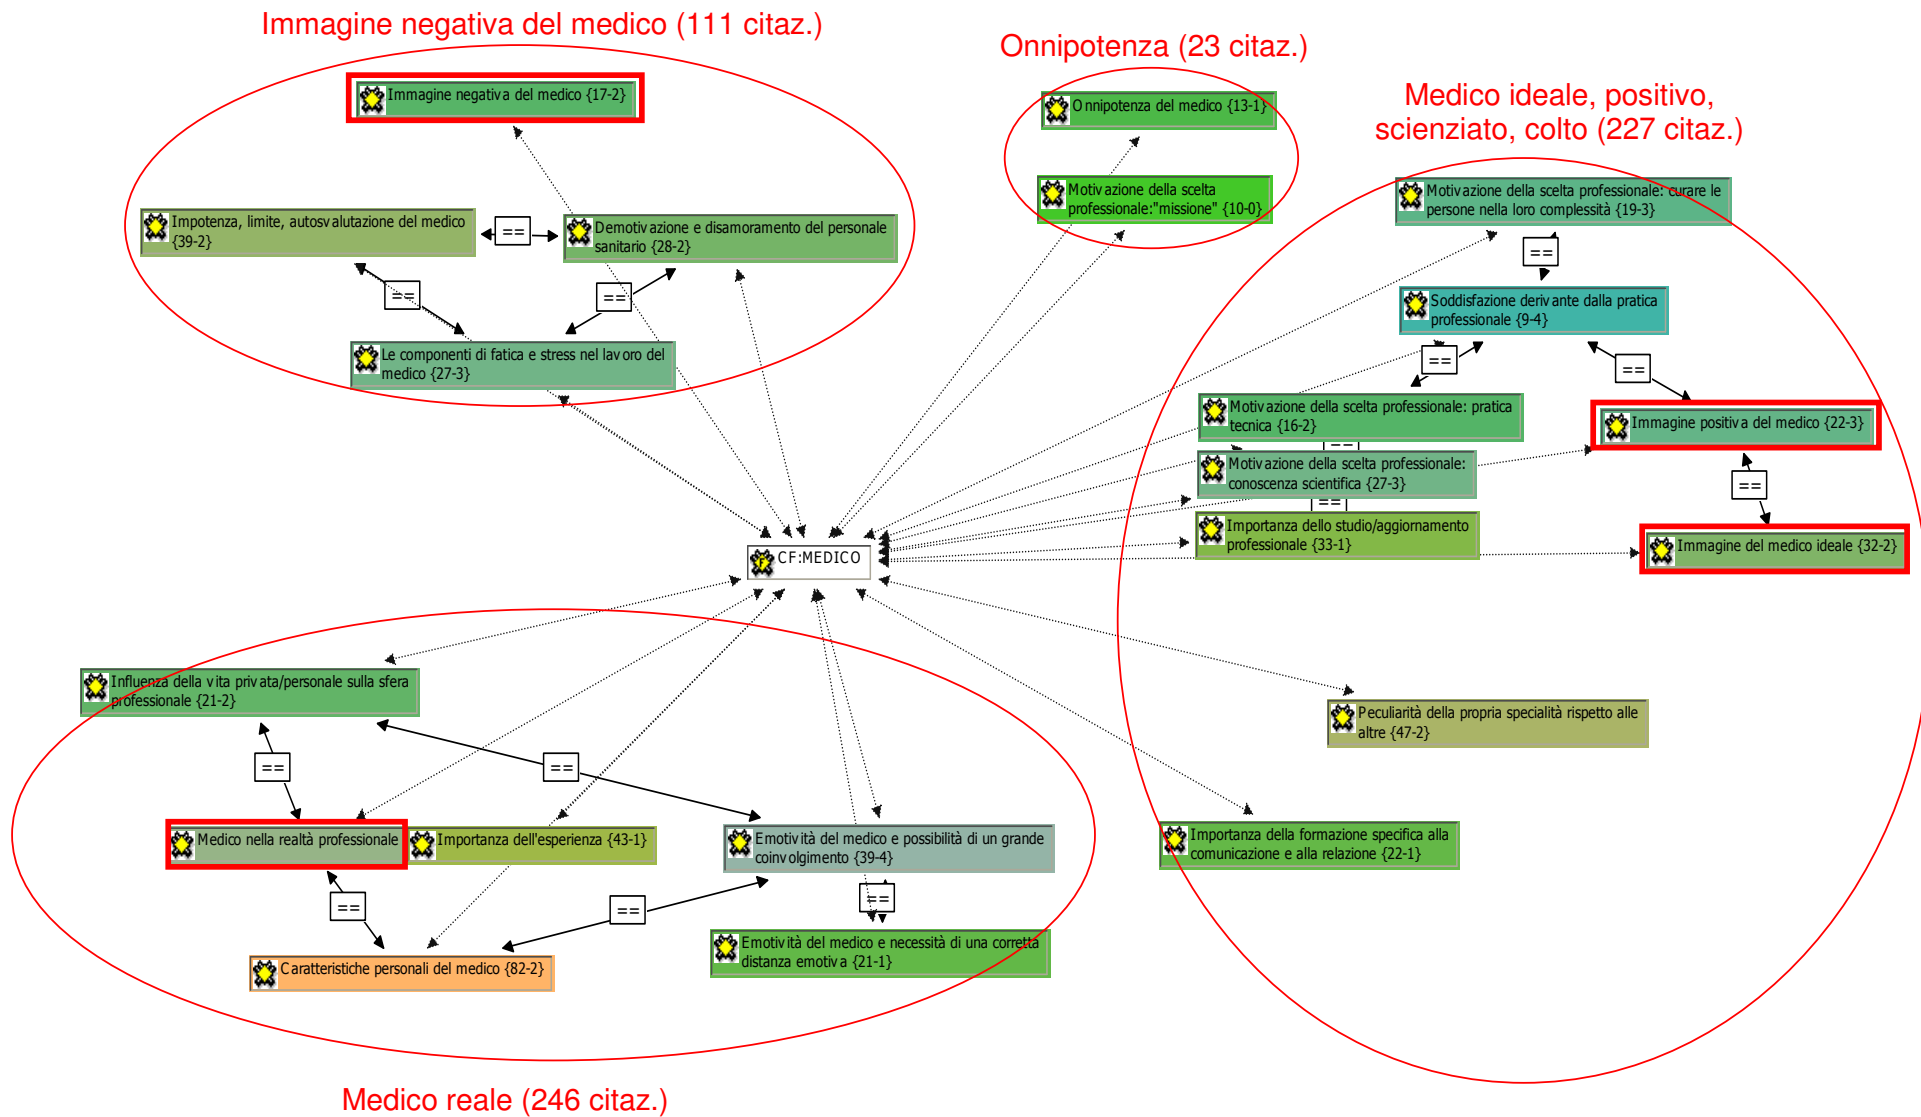 Immagine negativa del medico (111 citaz.)
Immagine negativa del medico {17-2}
Impotenza, limite, autosvalutazione del medico
{39-2}
==
Demotivazione e disamoramento del personale
sanitario {28-2}
==
==
Le componenti di fatica e stress nel lavoro del
medico {27-3}
Onnipotenza (23 citaz.)
Onnipotenza del medico {13-1}
Motivazione della scelta
professionale:"missione" {10-0}
Medico ideale, positivo,
scienziato, colto (227 citaz.)
Motivazione della scelta professionale: curare le
persone nella loro complessità {19-3}
==
Soddisfazione derivante dalla pratica
professionale {9-4}
==
==
Motivazione della scelta professionale: pratica
tecnica {16-2}
Immagine positiva del medico {22-3}
==
Motivazione della scelta professionale:
conoscenza scientifica {27-3}
==
==
Importanza dello studio/aggiornamento
professionale {33-1}
Immagine del medico ideale {32-2}
CF:MEDICO
Peculiarità della propria specialità rispetto alle
altre {47-2}
Importanza della formazione specifica alla
comunicazione e alla relazione {22-1}
Influenza della vita privata/personale sulla sfera
professionale {21-2}
==
==
Medico nella realtà professionale
Importanza dell'esperienza {43-1}
Emotività del medico e possibilità di un grande
coinvolgimento {39-4}
==
==
==
Emotività del medico e necessità di una corretta
distanza emotiva {21-1}
Caratteristiche personali del medico {82-2}
Medico reale (246 citaz.)